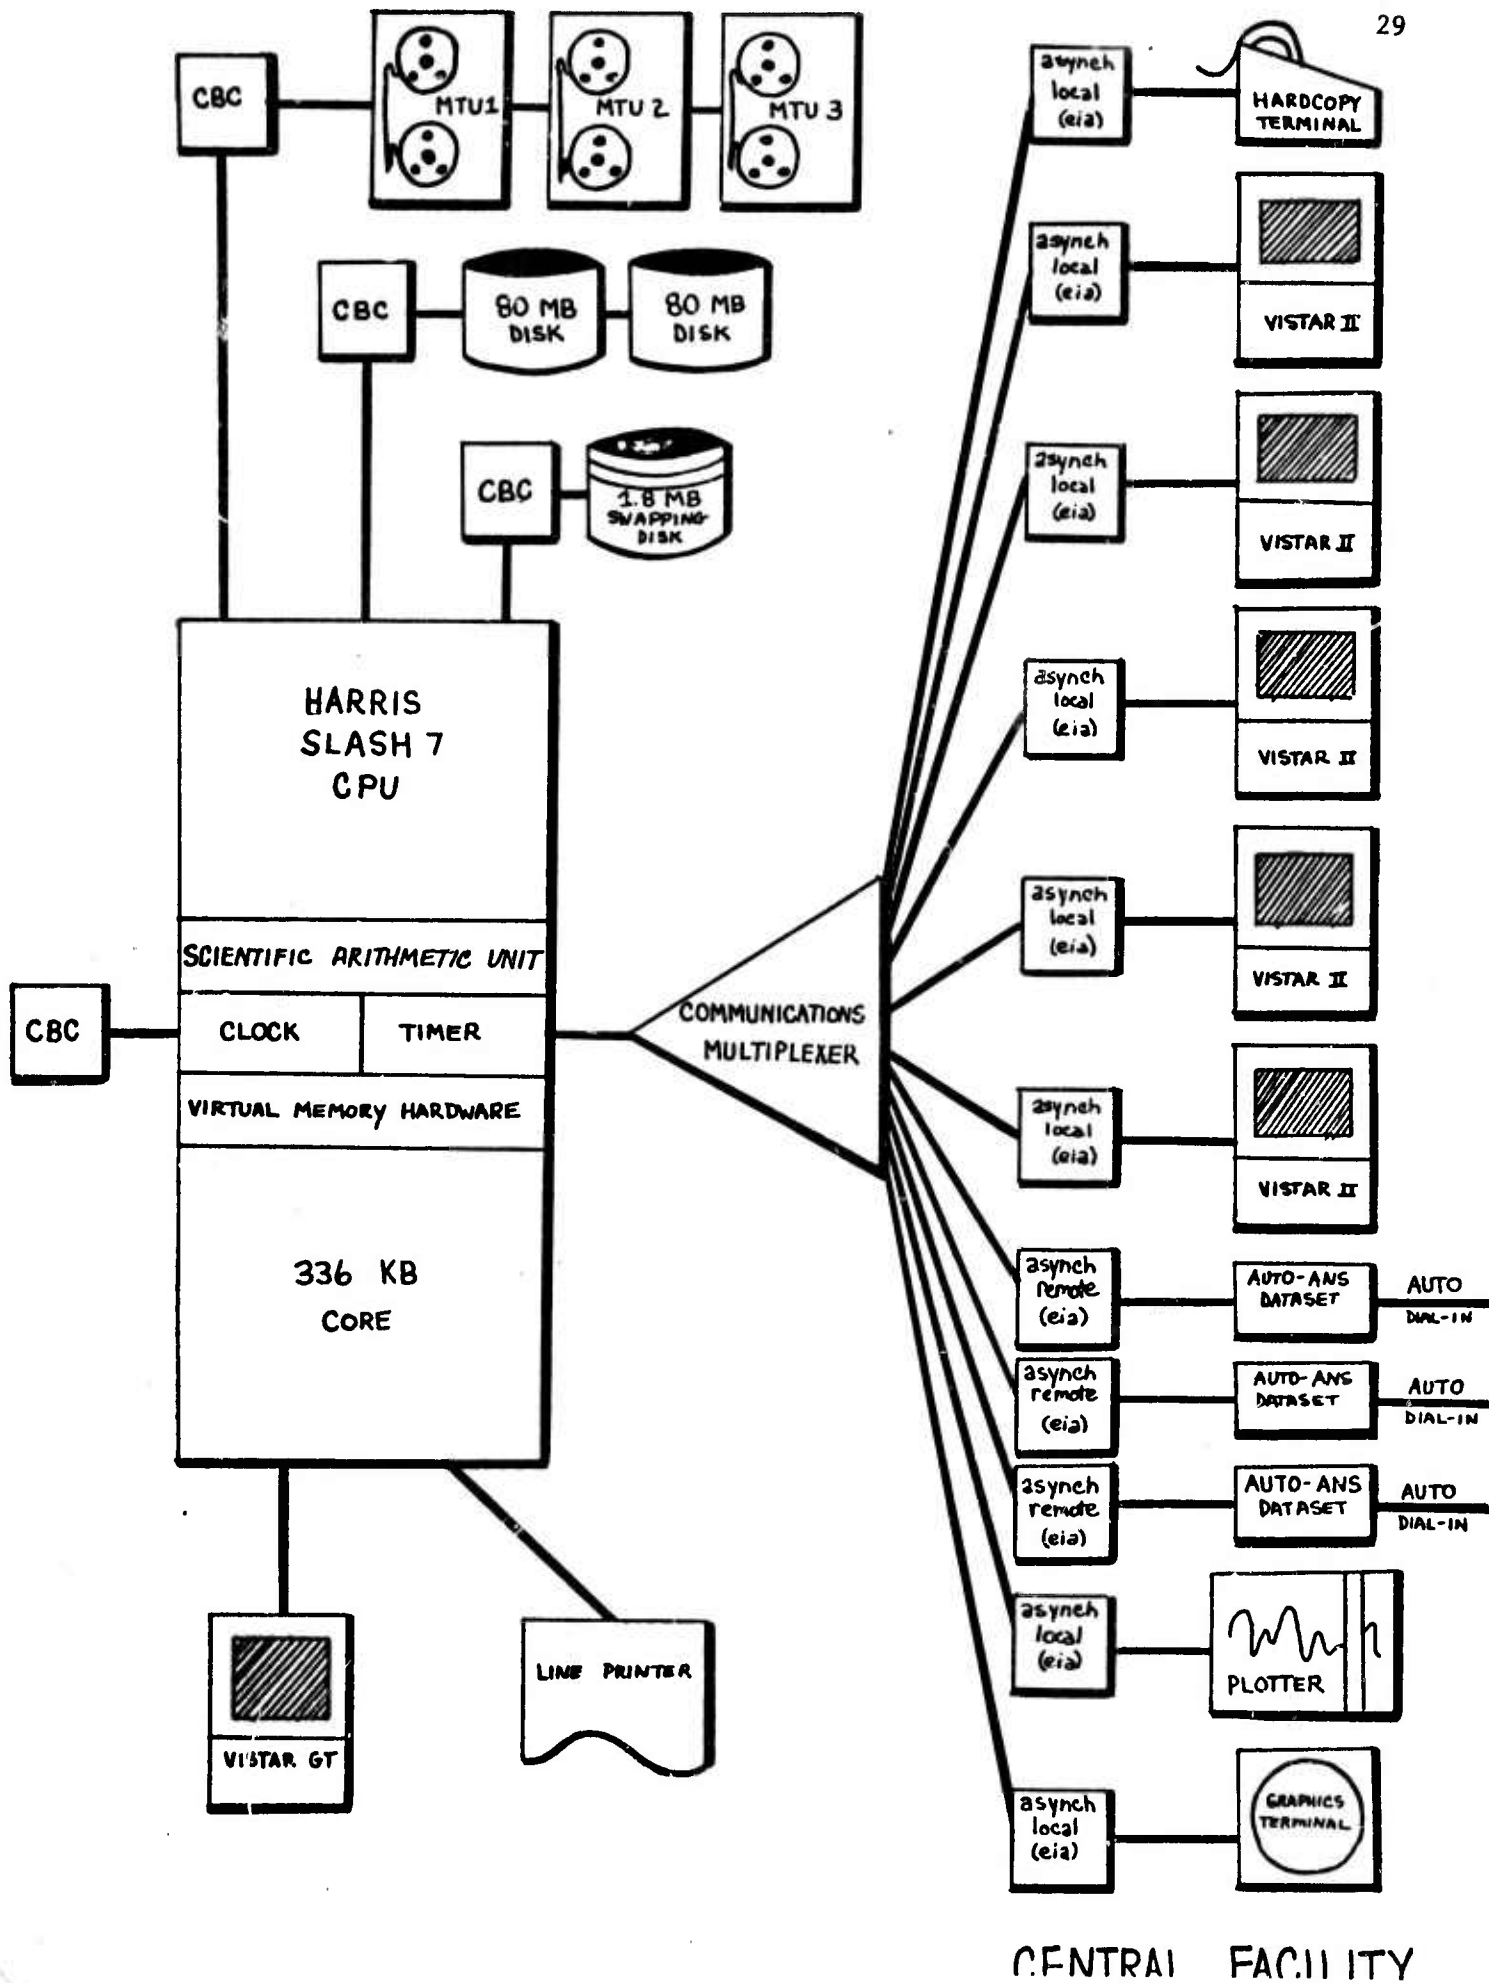 29
CBC
MTU1
MTU 2
MTU 3
CBC
80 MB
DISK
80 MB
DISK
CBC
1.8 MB
SWAPPING
DISK
HARRIS
SLASH 7
CPU
SCIENTIFIC ARITHMETIC UNIT
CBC
CLOCK
TIMER
VIRTUAL MEMORY HARDWARE
336 KB
CORE
VISTAR GT
LINE PRINTER
COMMUNICATIONS
MULTIPLEXER
asynch
local
(eia)
HARDCOPY
TERMINAL
asynch
local
(eia)
VISTAR II
asynch
local
(eia)
VISTAR II
asynch
local
(eia)
VISTAR II
asynch
local
(eia)
VISTAR II
asynch
local
(eia)
VISTAR II
asynch
remote
(eia)
AUTO-ANS
DATASET
AUTO
DIAL-IN
asynch
remote
(eia)
AUTO-ANS
DATASET
AUTO
DIAL-IN
asynch
remote
(eia)
AUTO-ANS
DATASET
AUTO
DIAL-IN
asynch
local
(eia)
PLOTTER
asynch
local
(eia)
GRAPHICS
TERMINAL
CENTRAL FACILITY